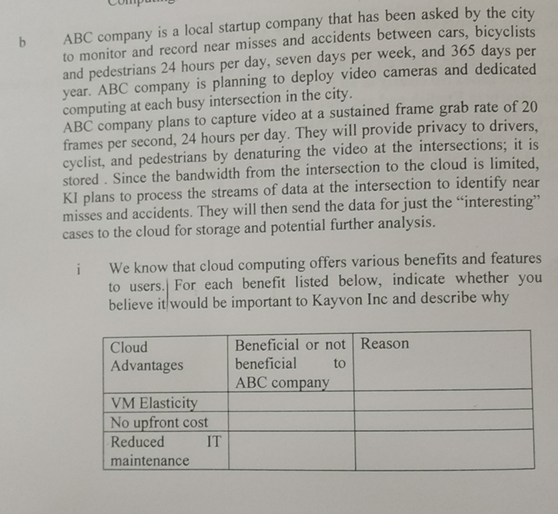 b ABC company is a local startup company that has been asked by the city
to monitor and record near misses and accidents between cars, bicyclists
and pedestrians 24 hours per day, seven days per week, and 365 days per
year. ABC company is planning to deploy video cameras and dedicated
computing at each busy intersection in the city.
ABC company plans to capture video at a sustained frame grab rate of 20
frames per second, 24 hours per day. They will provide privacy to drivers,
cyclist, and pedestrians by denaturing the video at the intersections; it is
stored . Since the bandwidth from the intersection to the cloud is limited,
KI plans to process the streams of data at the intersection to identify near
misses and accidents. They will then send the data for just the “interesting”
cases to the cloud for storage and potential further analysis.
i We know that cloud computing offers various benefits and features
to users. For each benefit listed below, indicate whether you
believe it would be important to Kayvon Inc and describe why
Cloud Beneficial or not Reason
Advantages beneficial to
ABC company
VM Elasticity
No upfront cost
Reduced IT
maintenance